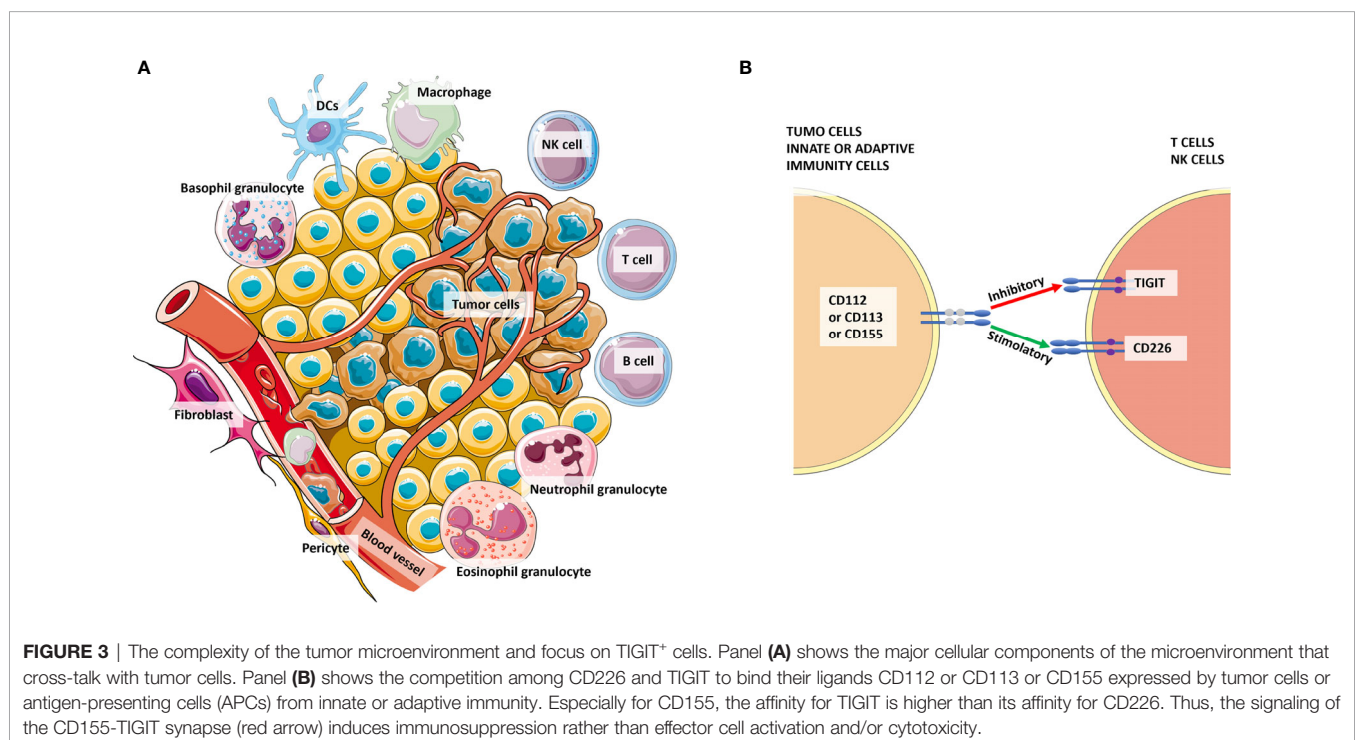 A
DCs
Macrophage
NK cell
Basophil granulocyte
T cell
Tumor cells
B cell
Fibroblast
Neutrophil granulocyte
Pericyte
Blood vessel
Eosinophil granulocyte
B
TUMO CELLS
INNATE OR ADAPTIVE
IMMUNITY CELLS
T CELLS
NK CELLS
CD112
or CD113
or CD155
Inhibitory
Stimolatory
TIGIT
CD226
FIGURE 3 | The complexity of the tumor microenvironment and focus on TIGIT⁺ cells. Panel (A) shows the major cellular components of the microenvironment that
cross-talk with tumor cells. Panel (B) shows the competition among CD226 and TIGIT to bind their ligands CD112 or CD113 or CD155 expressed by tumor cells or
antigen-presenting cells (APCs) from innate or adaptive immunity. Especially for CD155, the affinity for TIGIT is higher than its affinity for CD226. Thus, the signaling of
the CD155-TIGIT synapse (red arrow) induces immunosuppression rather than effector cell activation and/or cytotoxicity.